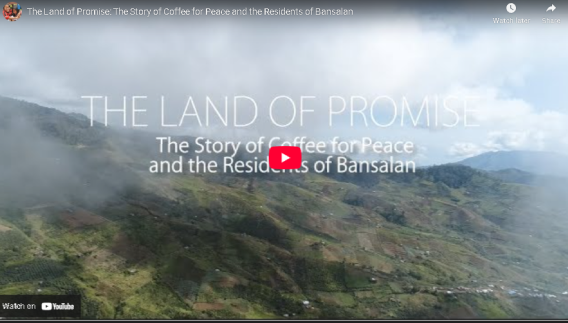 The Land of Promise: The Story of Coffee for Peace and the Residents of Bansalan
Watch later
Share
THE LAND OF PROMISE
The Story of Coffee for Peace
and the Residents of Bansalan
Watch on YouTube